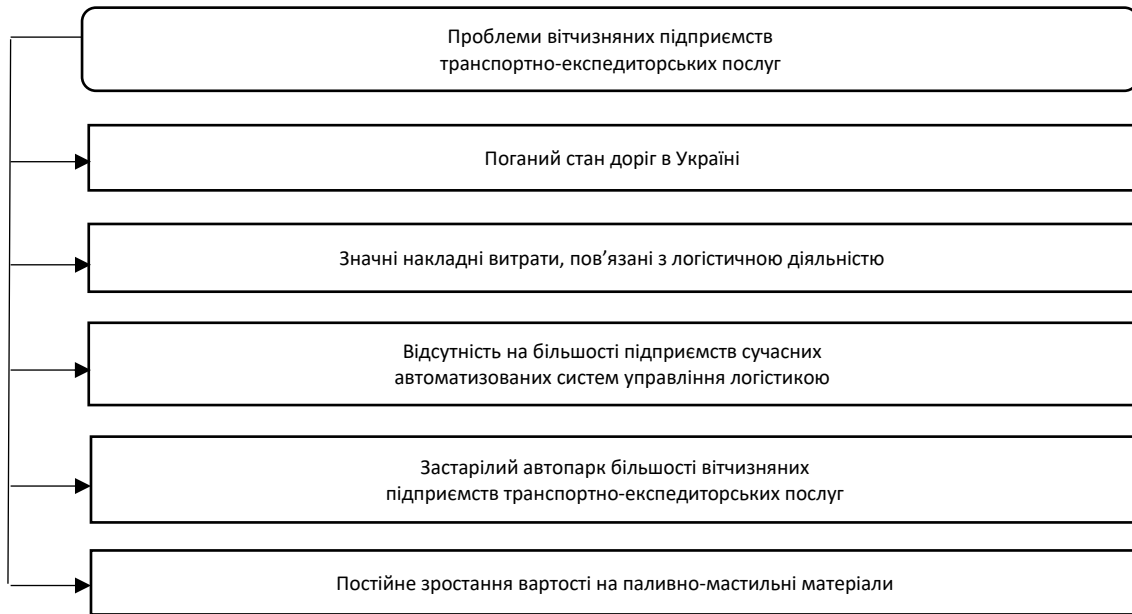 Проблеми вітчизняних підприємств
транспортно-експедиторських послуг
Поганий стан доріг в Україні
Значні накладні витрати, пов’язані з логістичною діяльністю
Відсутність на більшості підприємств сучасних
автоматизованих систем управління логістикою
Застарілий автопарк більшості вітчизняних
підприємств транспортно-експедиторських послуг
Постійне зростання вартості на паливно-мастильні матеріали